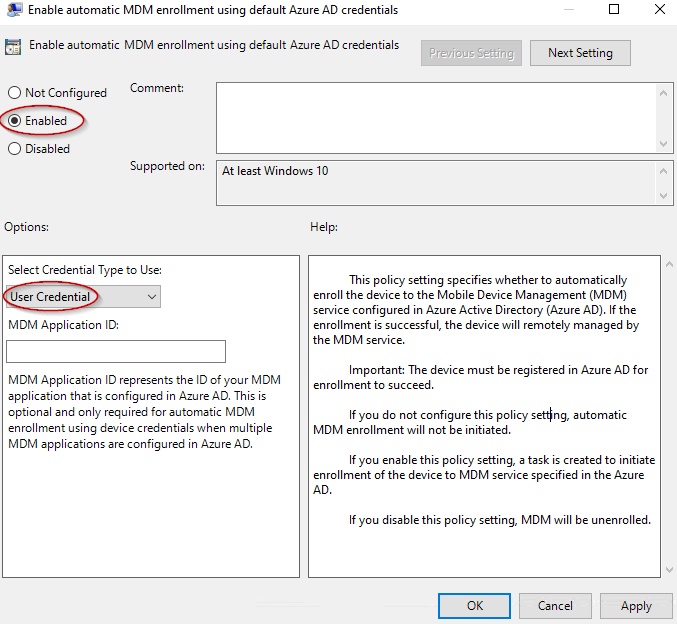 Enable automatic MDM enrollment using default Azure AD credentials
Enable automatic MDM enrollment using default Azure AD credentials
Previous Setting
Next Setting
Not Configured
Comment:
Enabled
Disabled
Supported on:
At least Windows 10
Options:
Help:
Select Credential Type to Use:
User Credential
MDM Application ID:
MDM Application ID represents the ID of your MDM
application that is configured in Azure AD. This is
optional and only required for automatic MDM
enrollment using device credentials when multiple
MDM applications are configured in Azure AD.
This policy setting specifies whether to automatically
enroll the device to the Mobile Device Management (MDM)
service configured in Azure Active Directory (Azure AD). If the
enrollment is successful, the device will remotely managed by
the MDM service.
Important: The device must be registered in Azure AD for
enrollment to succeed.
If you do not configure this policy setting, automatic
MDM enrollment will not be initiated.
If you enable this policy setting, a task is created to initiate
enrollment of the device to MDM service specified in the Azure
AD.
If you disable this policy setting, MDM will be unenrolled.
OK
Cancel
Apply